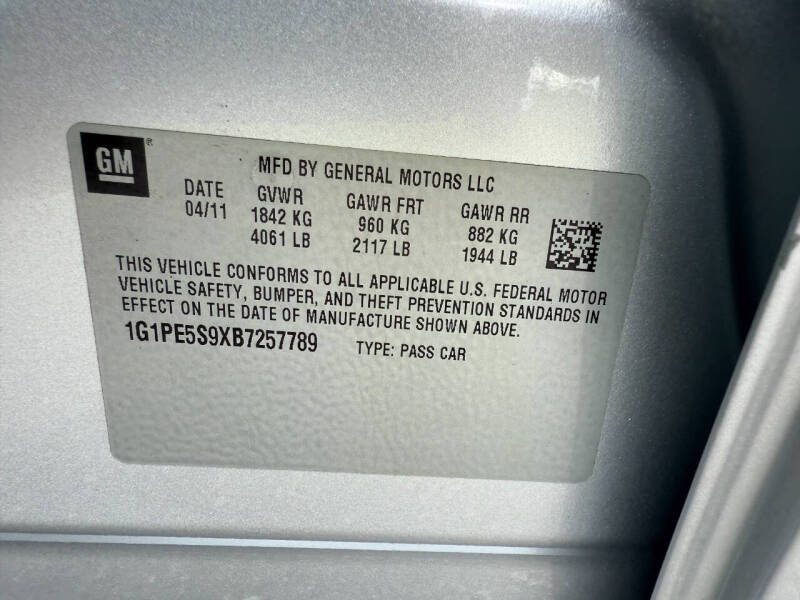 GM ®
MFD BY GENERAL MOTORS LLC
DATE GVWR GAWR FRT GAWR RR
04/11 1842 KG 960 KG 882 KG
4061 LB 2117 LB 1944 LB
THIS VEHICLE CONFORMS TO ALL APPLICABLE U.S. FEDERAL MOTOR
VEHICLE SAFETY, BUMPER, AND THEFT PREVENTION STANDARDS IN
EFFECT ON THE DATE OF MANUFACTURE SHOWN ABOVE.
1G1PE5S9XB7257789 TYPE: PASS CAR